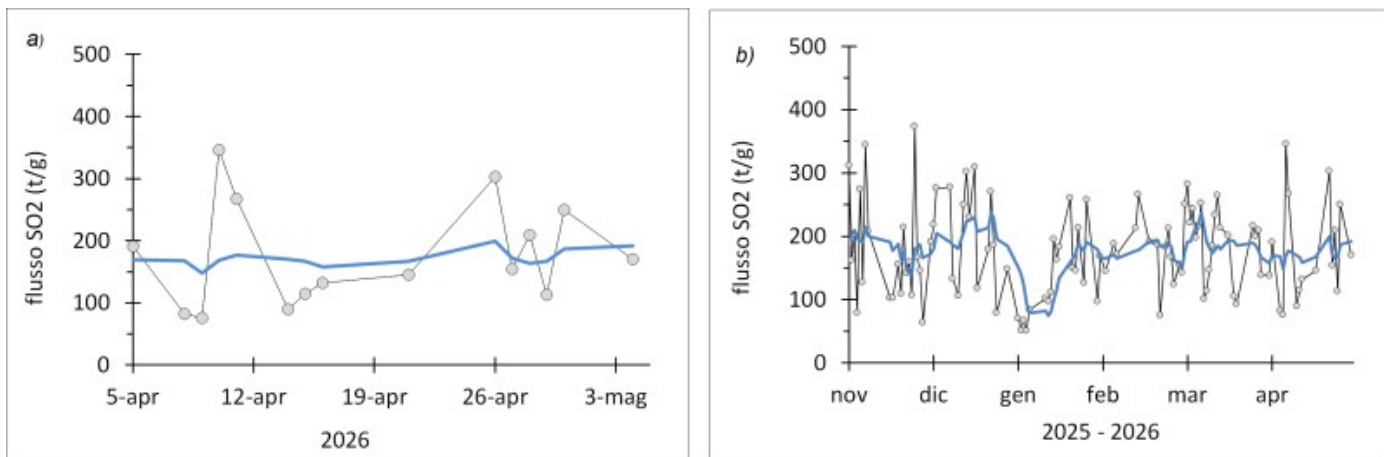 a)
500
400
300
200
100
0
flusso SO2 (t/g)
5-apr 12-apr 19-apr 26-apr 3-mag
2026
b)
500
400
300
200
100
0
flusso SO2 (t/g)
nov dic gen feb mar apr
2025 - 2026